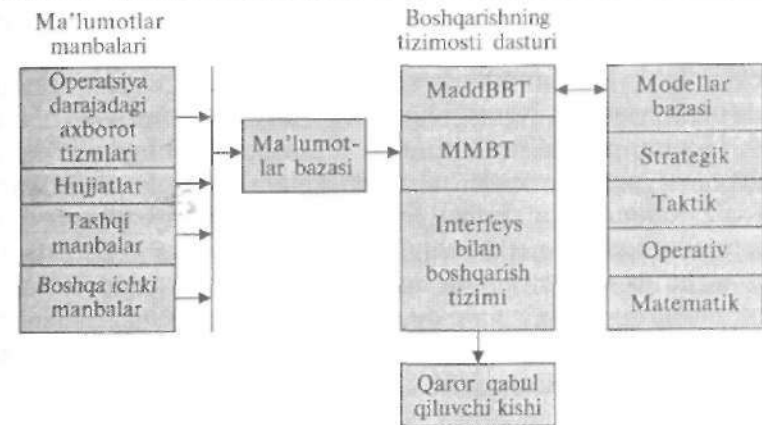 Ma'lumotlar
manbalari
Operatsiya
darajadagi
axborot
tizmlari
Hujjatlar
Tashqi
manbalar
Boshqa ichki
manbalar
Ma'lumot-
lar bazasi
Boshqarishning
tizimosti dasturi
MaddBBT
MMBT
Interfeys
bilan
boshqarish
tizimi
Qaror qabul
qiluvchi kishi
Modellar
bazasi
Strategik
Taktik
Operativ
Matematik